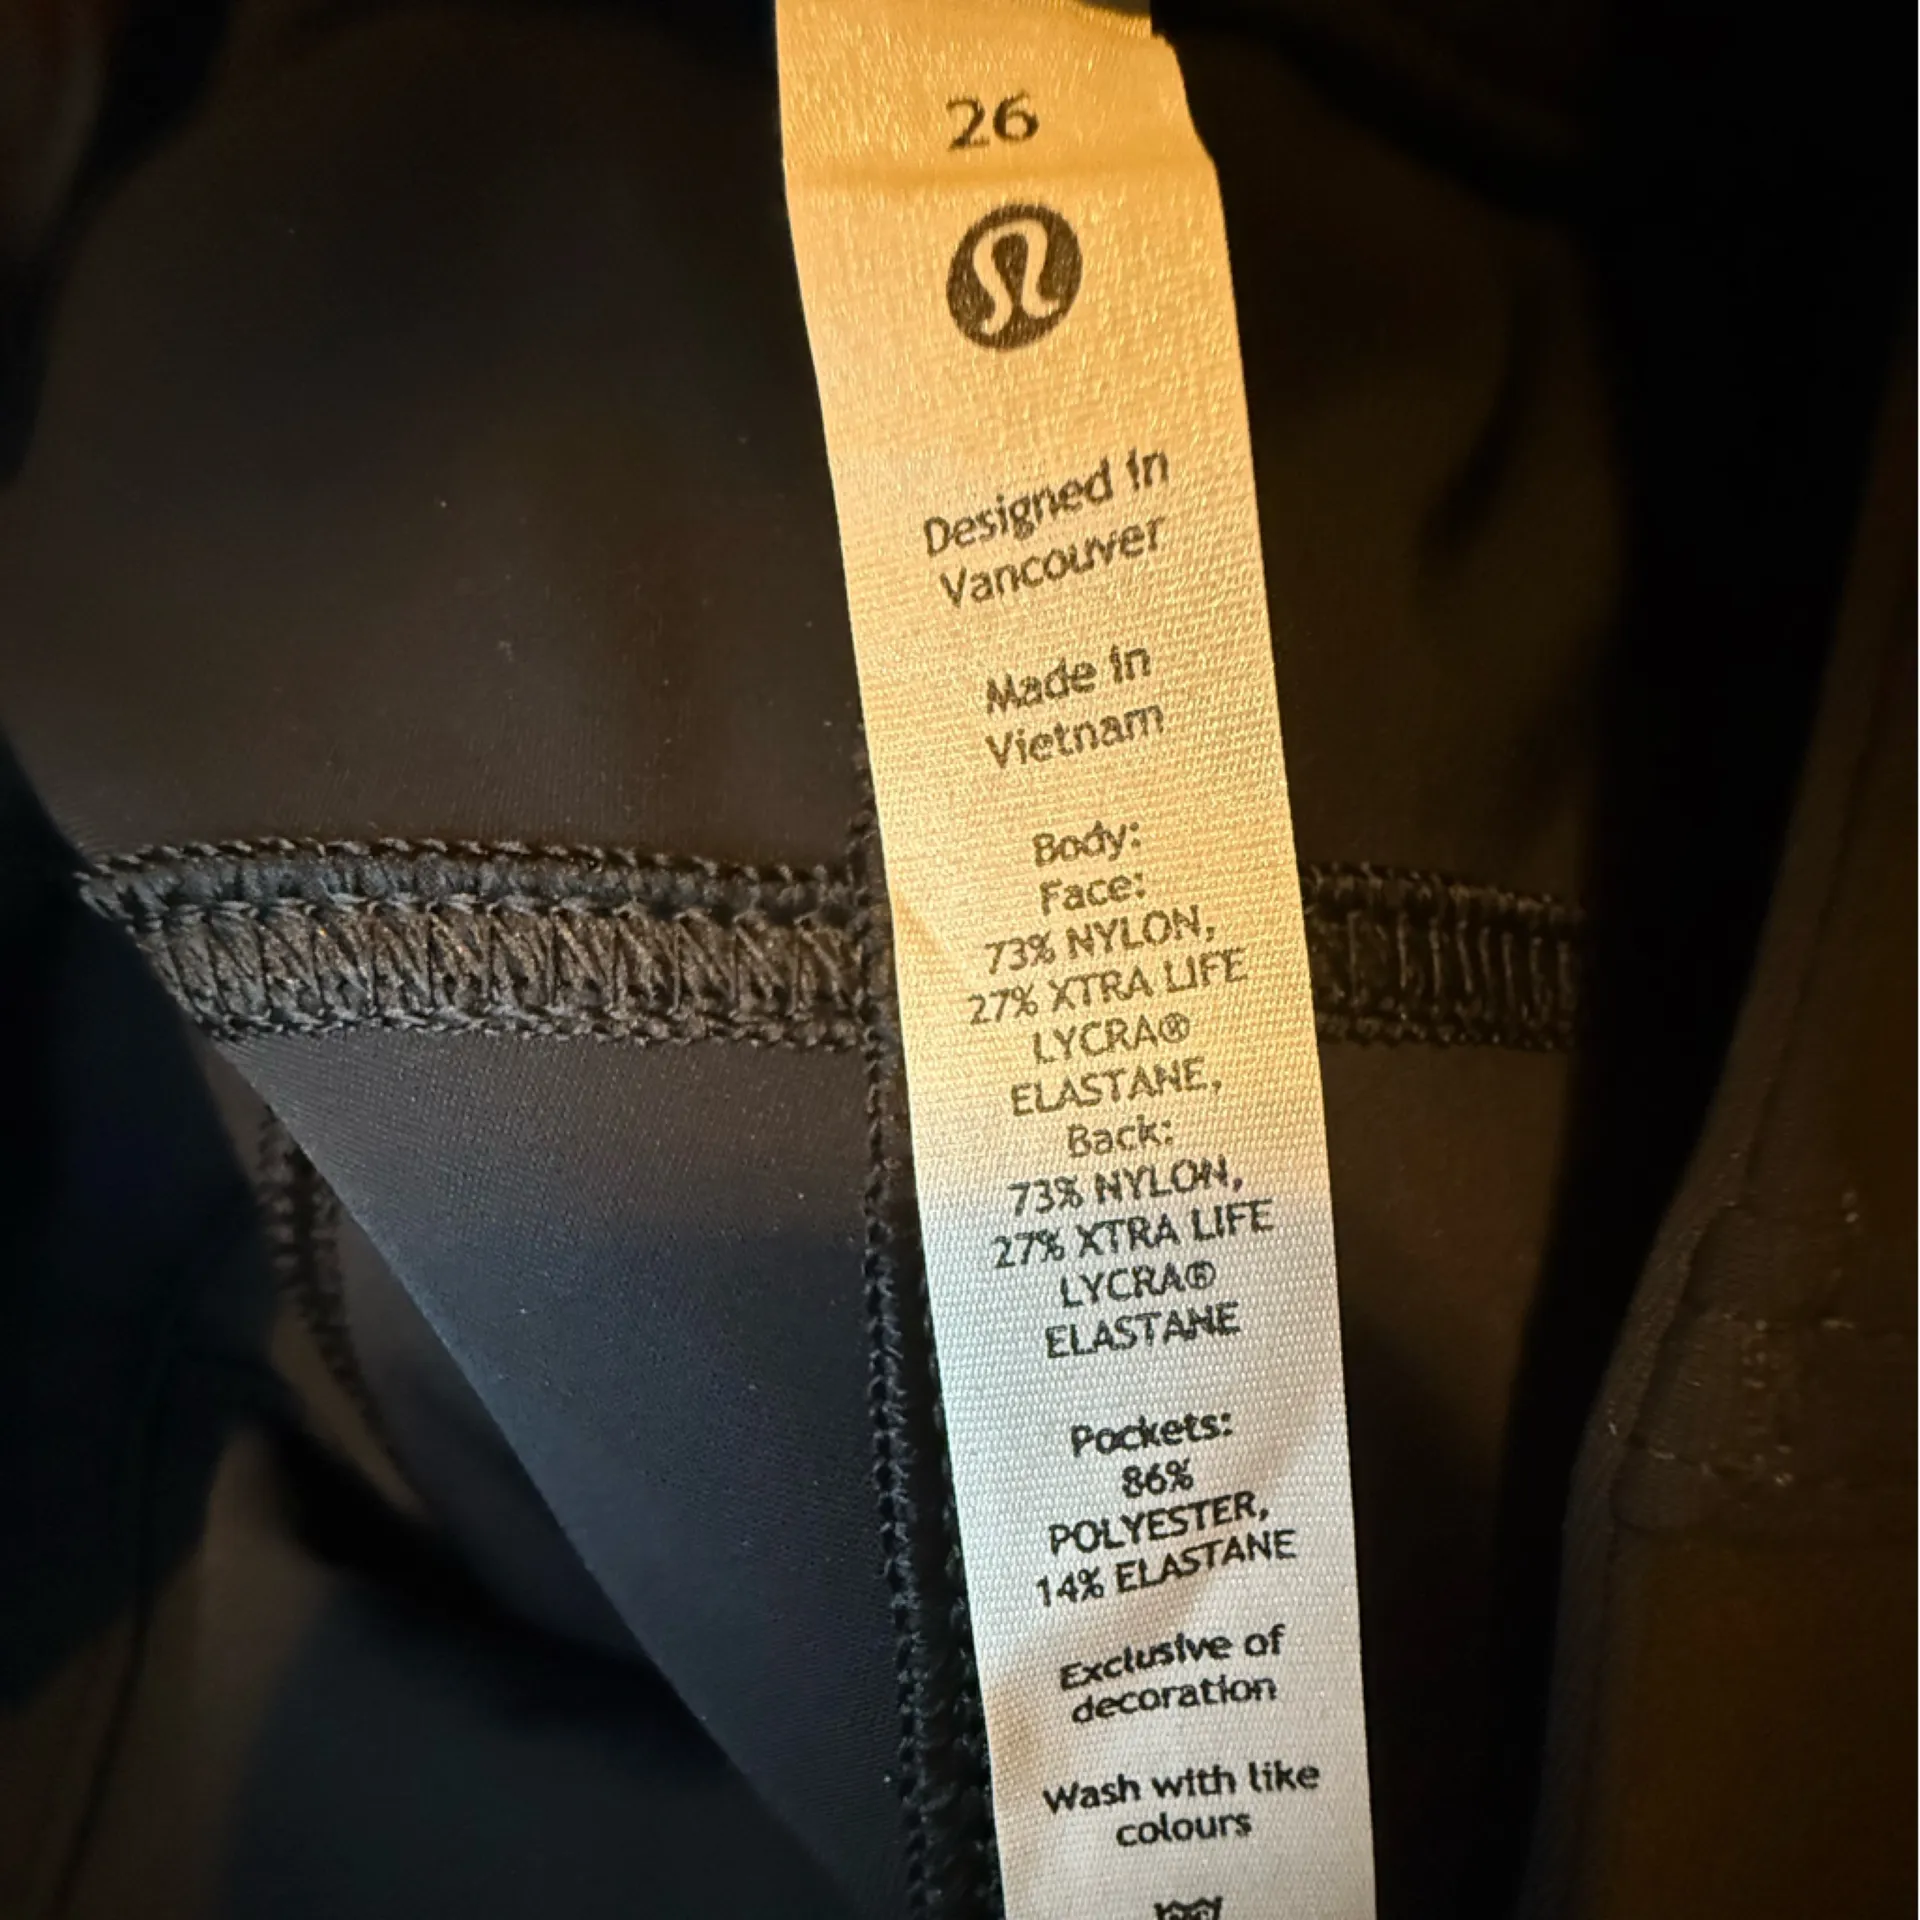 26
Designed in
Vancouver
Made in
Vietnam
Body:
Face:
73% NYLON,
27% XTRA LIFE
LYCRA®
ELASTANE,
Back:
73% NYLON,
27% XTRA LIFE
LYCRA®
ELASTANE
Pockets:
86%
POLYESTER,
14% ELASTANE
Exclusive of
decoration
Wash with like
colours